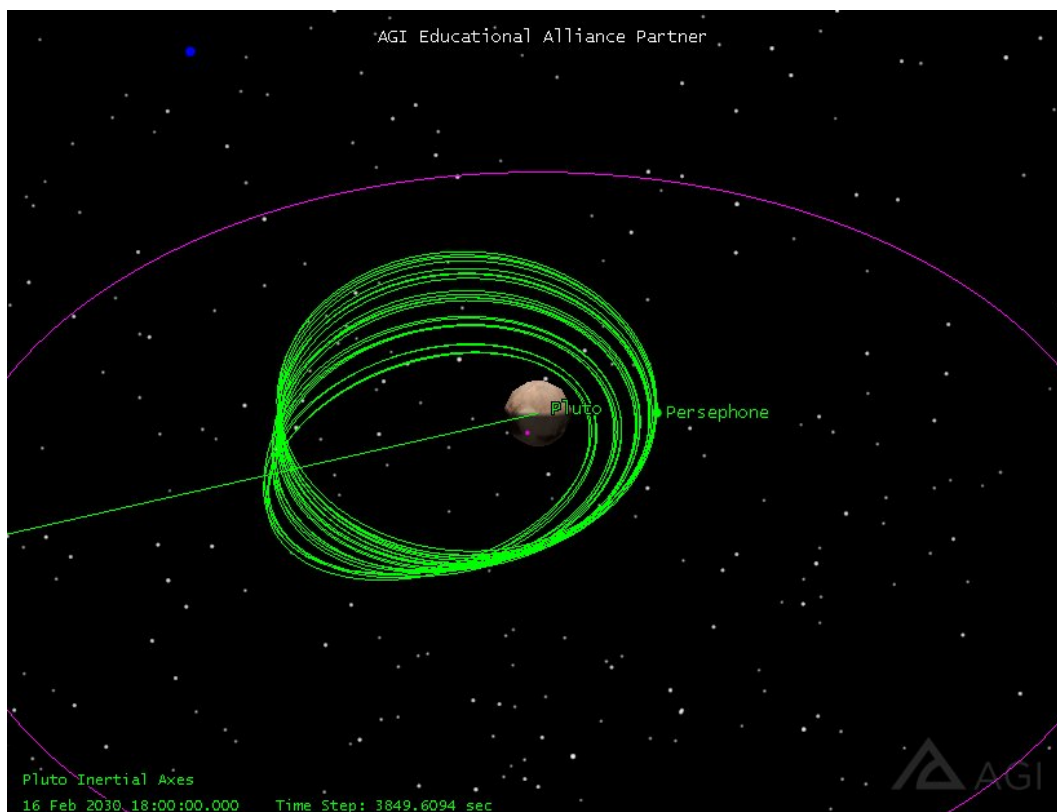 AGI Educational Alliance Partner
Pluto
Persephone
Pluto Inertial Axes
16 Feb 2030 18:00:00.000    Time Step: 3849.6094 sec
AGI